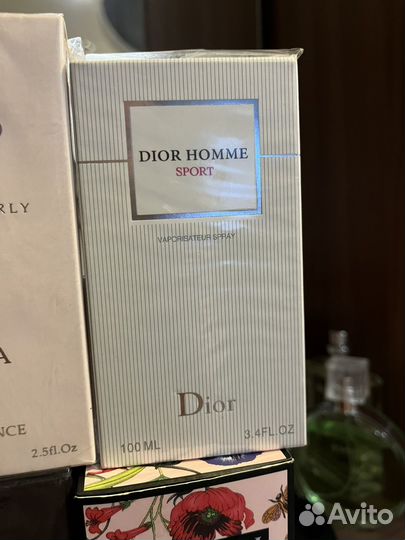 DIOR HOMME
SPORT
VAPORISATEUR SPRAY
Dior
100 ML
3.4FL.OZ
RLY
A
NCE
2.5fl.Oz
Avito